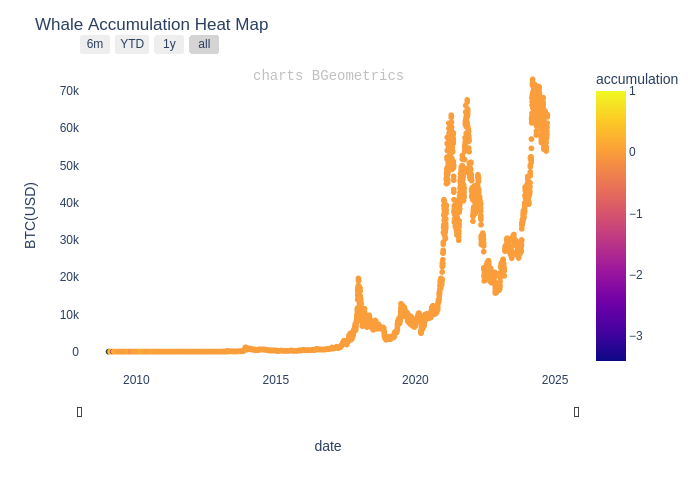 Whale Accumulation Heat Map
6m YTD 1y all
charts BGeometrics
accumulation
70k
60k
50k
40k
30k
20k
10k
0
BTC(USD)
1
0
−1
−2
−3
2010 2015 2020 2025
date